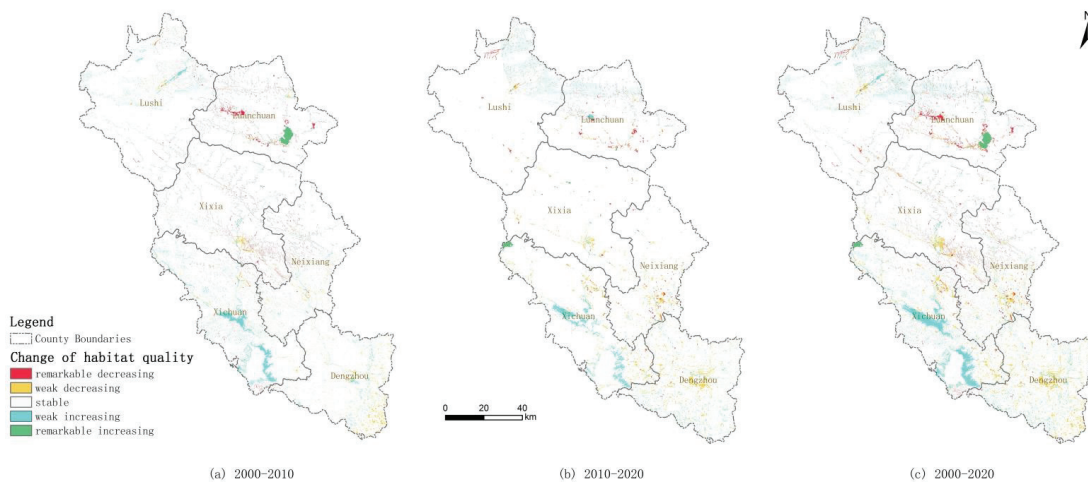 N
Lushi
Luanchuan
Xixia
Neixiang
Xichuan
Dengzhou
Lushi
Luanchuan
Xixia
Neixiang
Xichuan
Dengzhou
Lushi
Luanchuan
Xixia
Neixiang
Xichuan
Dengzhou
Legend
County Boundaries
Change of habitat quality
remarkable decreasing
weak decreasing
stable
weak increasing
remarkable increasing
0 20 40
km
(a) 2000-2010
(b) 2010-2020
(c) 2000-2020